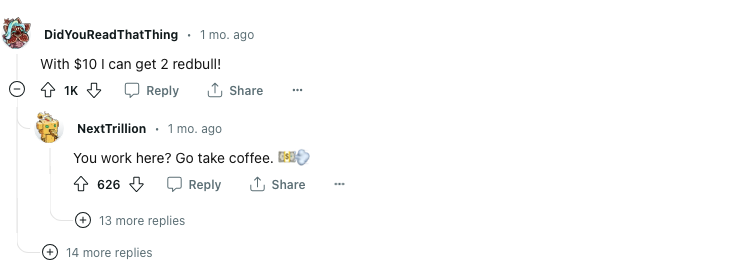 DidYouReadThatThing • 1 mo. ago
With $10 I can get 2 redbull!
1K Reply Share ...
NextTrillion • 1 mo. ago
You work here? Go take coffee. 💵💨
626 Reply Share ...
13 more replies
14 more replies